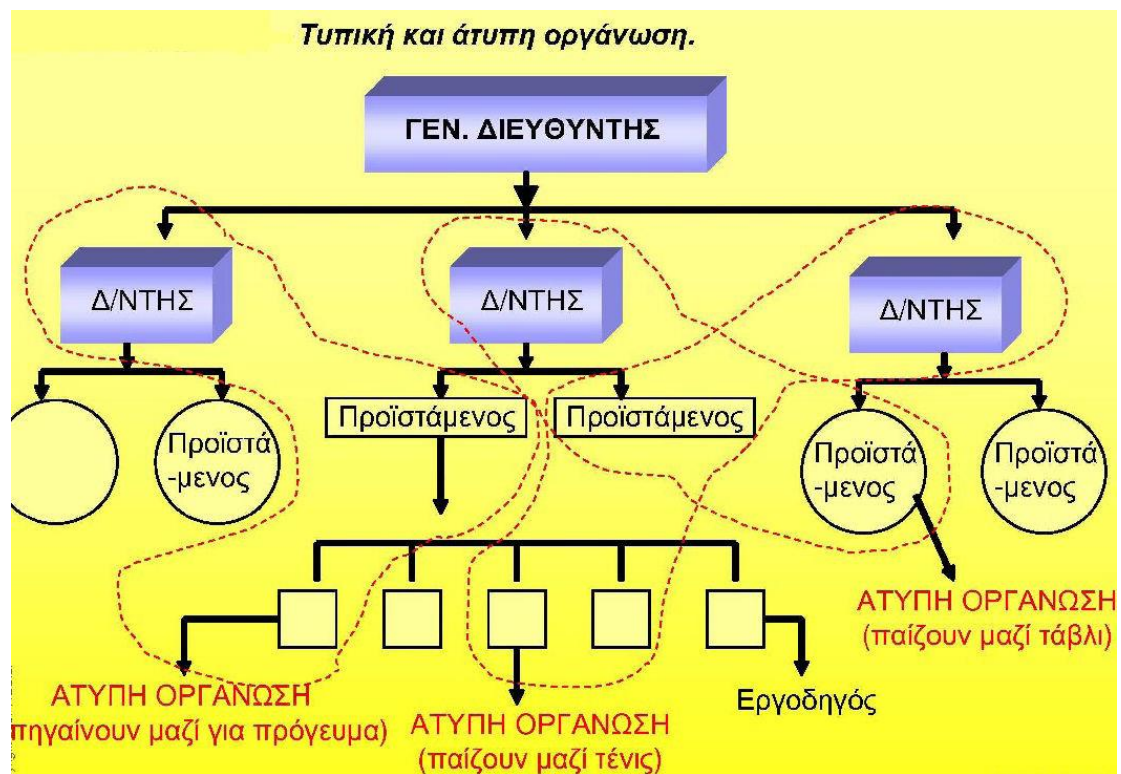 Τυπική και άτυπη οργάνωση.
ΓΕΝ. ΔΙΕΥΘΥΝΤΗΣ
Δ/ΝΤΗΣ
Δ/ΝΤΗΣ
Δ/ΝΤΗΣ
Προϊστά
-μενος
Προϊστάμενος
Προϊστάμενος
Προϊστά
-μενος
Προϊστά
-μενος
ΑΤΥΠΗ ΟΡΓΑΝΩΣΗ
(παίζουν μαζί τάβλι)
ΑΤΥΠΗ ΟΡΓΑΝΩΣΗ
πηγαίνουν μαζί για πρόγευμα)
ΑΤΥΠΗ ΟΡΓΑΝΩΣΗ
(παίζουν μαζί τένις)
Εργοδηγός